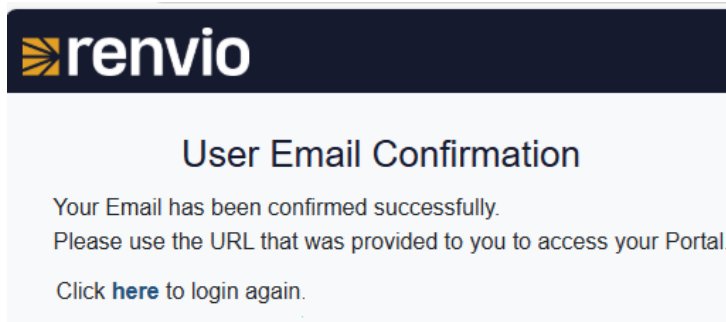 renvio
User Email Confirmation
Your Email has been confirmed successfully.
Please use the URL that was provided to you to access your Portal.
Click here to login again.